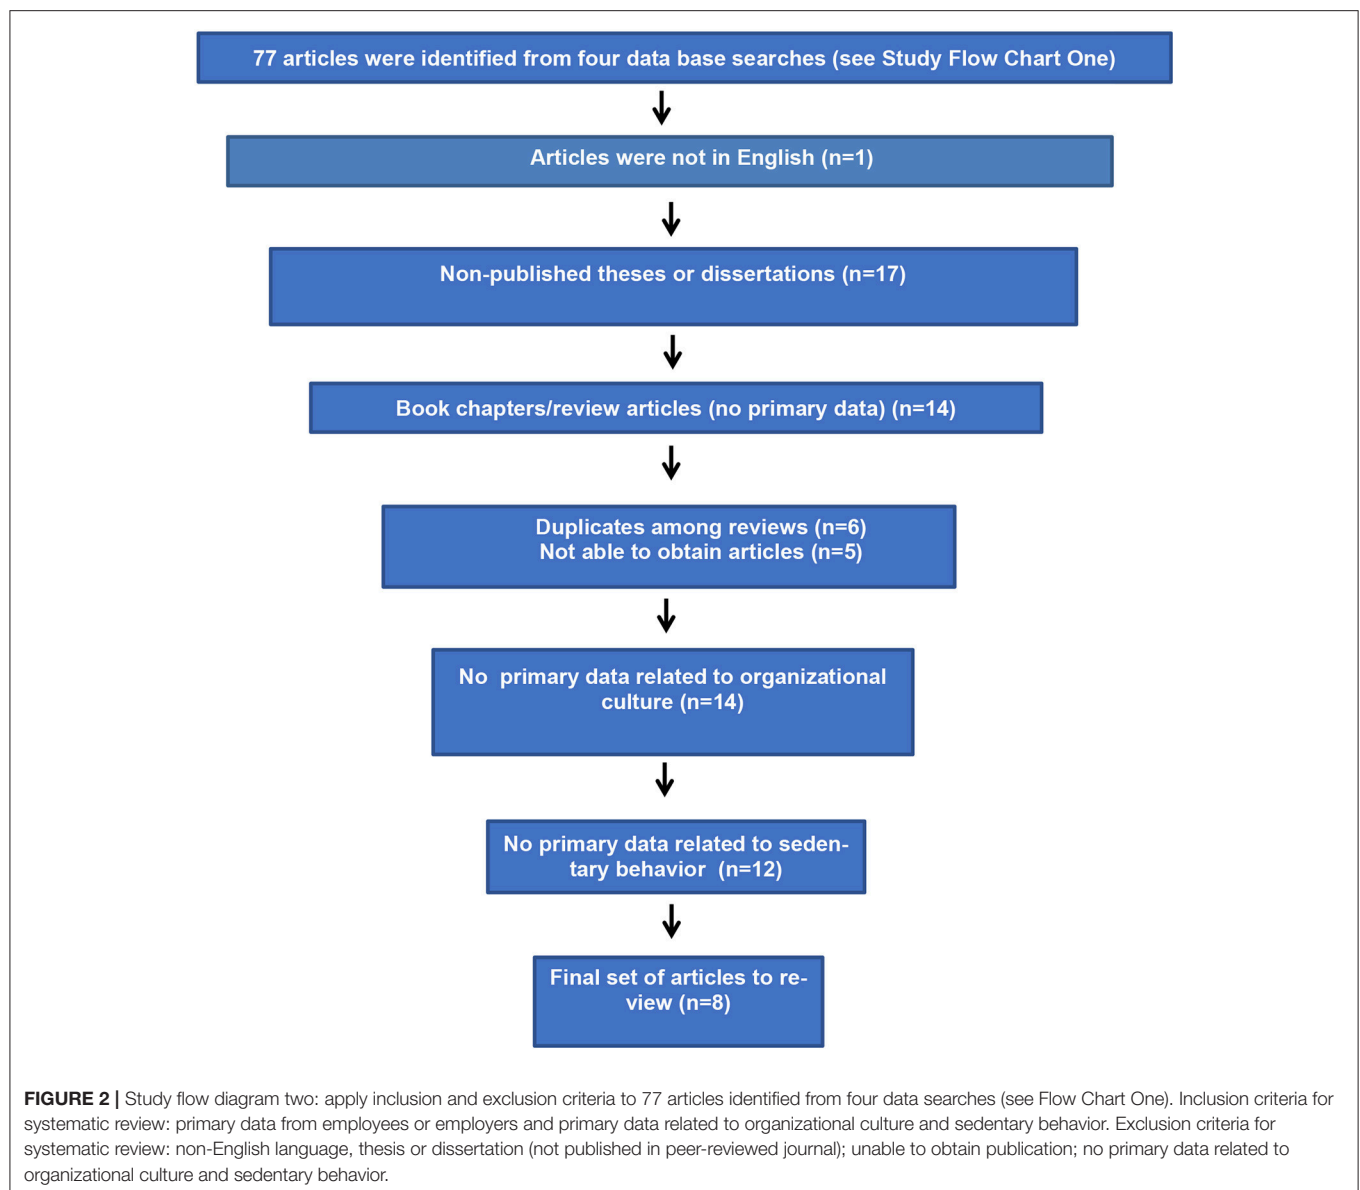 77 articles were identified from four data base searches (see Study Flow Chart One)
Articles were not in English (n=1)
Non-published theses or dissertations (n=17)
Book chapters/review articles (no primary data) (n=14)
Duplicates among reviews (n=6)
Not able to obtain articles (n=5)
No  primary data related to organizational
culture (n=14)
No primary data related to seden-
tary behavior  (n=12)
Final set of articles to re-
view (n=8)
FIGURE 2 | Study flow diagram two: apply inclusion and exclusion criteria to 77 articles identified from four data searches (see Flow Chart One). Inclusion criteria for
systematic review: primary data from employees or employers and primary data related to organizational culture and sedentary behavior. Exclusion criteria for
systematic review: non-English language, thesis or dissertation (not published in peer-reviewed journal); unable to obtain publication; no primary data related to
organizational culture and sedentary behavior.